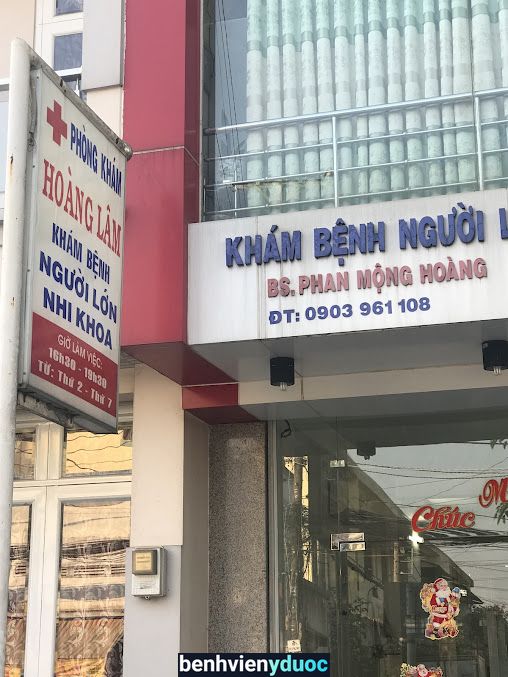 PHÒNG KHÁM
HOÀNG LÂM
KHÁM BỆNH
NGƯỜI LỚN
NHI KHOA
GIỜ LÀM VIỆC:
16h30 - 19h30
TỪ: Thứ 2 - Thứ 7
KHÁM BỆNH NGƯỜI L
BS. PHAN MỘNG HOÀNG
ĐT: 0903 961 108
Chúc M
benhvienyduoc